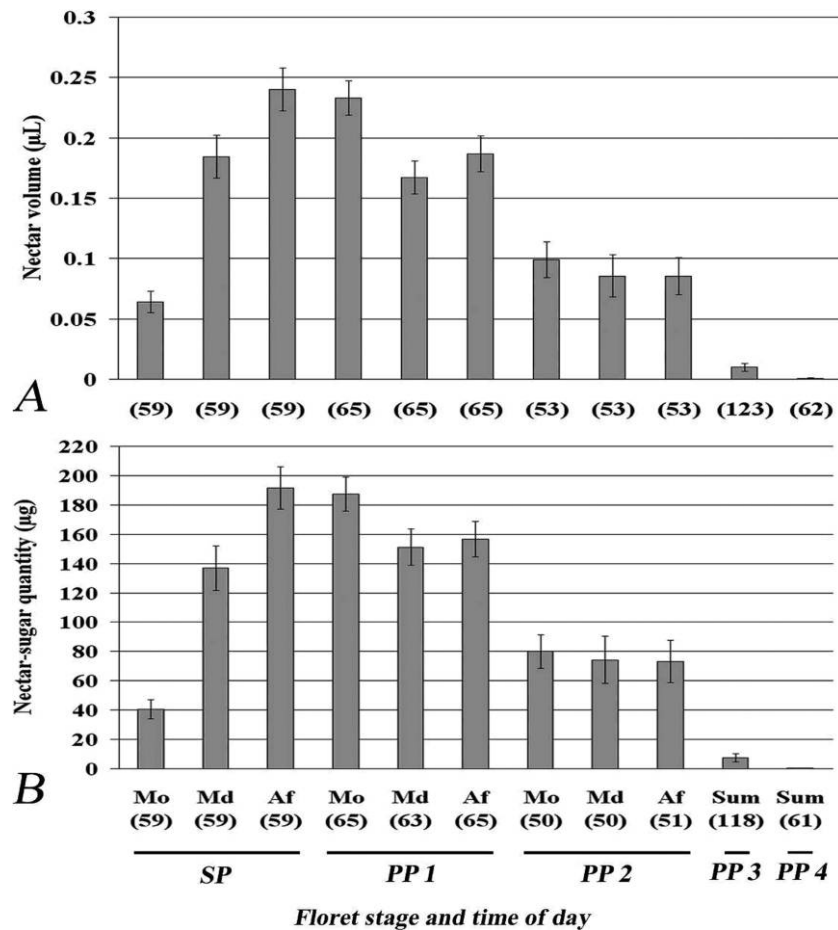 0.3
0.25
0.2
0.15
0.1
0.05
0
Nectar volume (µL)
A
(59) (59) (59) (65) (65) (65) (53) (53) (53) (123) (62)
220
200
180
160
140
120
100
80
60
40
20
0
Nectar-sugar quantity (µg)
B
Mo Md Af Mo Md Af Mo Md Af Sum Sum
(59) (59) (59) (65) (63) (65) (50) (50) (51) (118) (61)
SP PP 1 PP 2 PP 3 PP 4
Floret stage and time of day